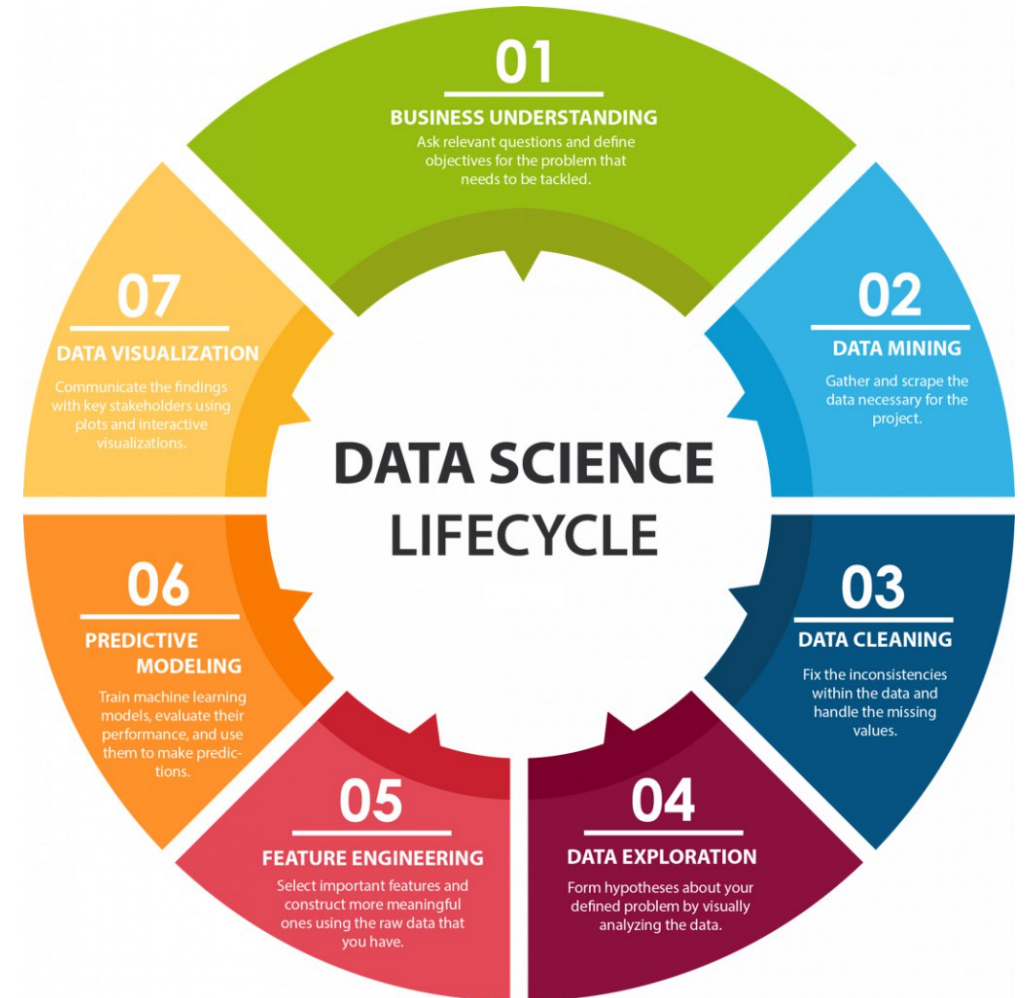 01
BUSINESS UNDERSTANDING
Ask relevant questions and define
objectives for the problem that
needs to be tackled.
02
DATA MINING
Gather and scrape the
data necessary for the
project.
03
DATA CLEANING
Fix the inconsistencies
within the data and
handle the missing
values.
04
DATA EXPLORATION
Form hypotheses about your
defined problem by visually
analyzing the data.
05
FEATURE ENGINEERING
Select important features and
construct more meaningful
ones using the raw data that
you have.
06
PREDICTIVE
MODELING
Train machine learning
models, evaluate their
performance, and use
them to make predic-
tions.
07
DATA VISUALIZATION
Communicate the findings
with key stakeholders using
plots and interactive
visualizations.
DATA SCIENCE
LIFECYCLE